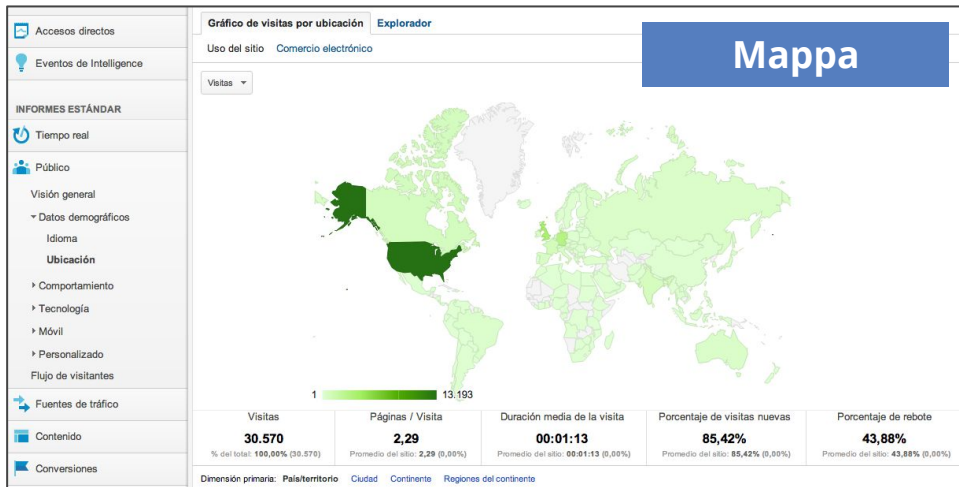 Accesos directos
Eventos de Intelligence
INFORMES ESTÁNDAR
Tiempo real
Público
Visión general
Datos demográficos
Idioma
Ubicación
Comportamiento
Tecnología
Móvil
Personalizado
Flujo de visitantes
Fuentes de tráfico
Contenido
Conversiones
Gráfico de visitas por ubicación Explorador
Uso del sitio Comercio electrónico
Mappa
Visitas
1 13.193
Visitas Páginas / Visita Duración media de la visita Porcentaje de visitas nuevas Porcentaje de rebote
30.570 2,29 00:01:13 85,42% 43,88%
% del total: 100,00% (30.570) Promedio del sitio: 2,29 (0,00%) Promedio del sitio: 00:01:13 (0,00%) Promedio del sitio: 85,42% (0,00%) Promedio del sitio: 43,88% (0,00%)
Dimensión primaria: País/territorio Ciudad Continente Regiones del continente